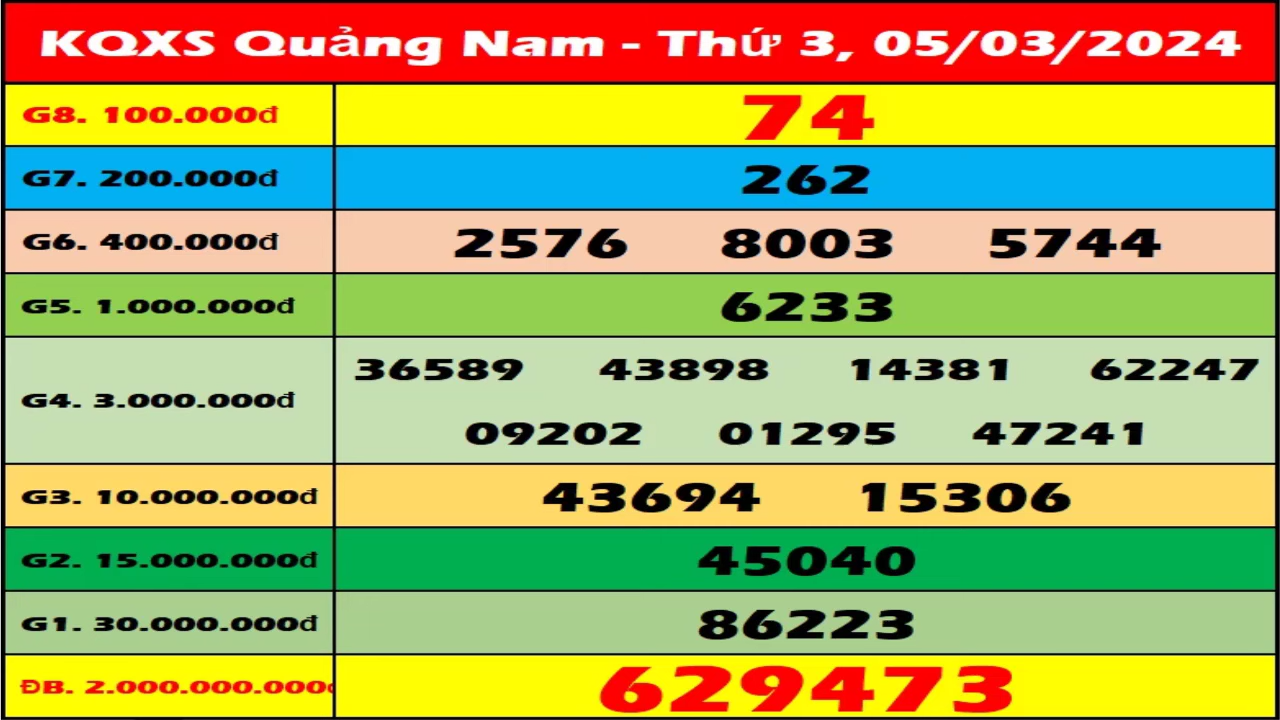 KQXS Quảng Nam - Thứ 3, 05/03/2024
G8. 100.000đ 74
G7. 200.000đ 262
G6. 400.000đ 2576 8003 5744
G5. 1.000.000đ 6233
36589 43898 14381 62247
G4. 3.000.000đ
09202 01295 47241
G3. 10.000.000đ 43694 15306
G2. 15.000.000đ 45040
G1. 30.000.000đ 86223
ĐB. 2.000.000.000đ 629473